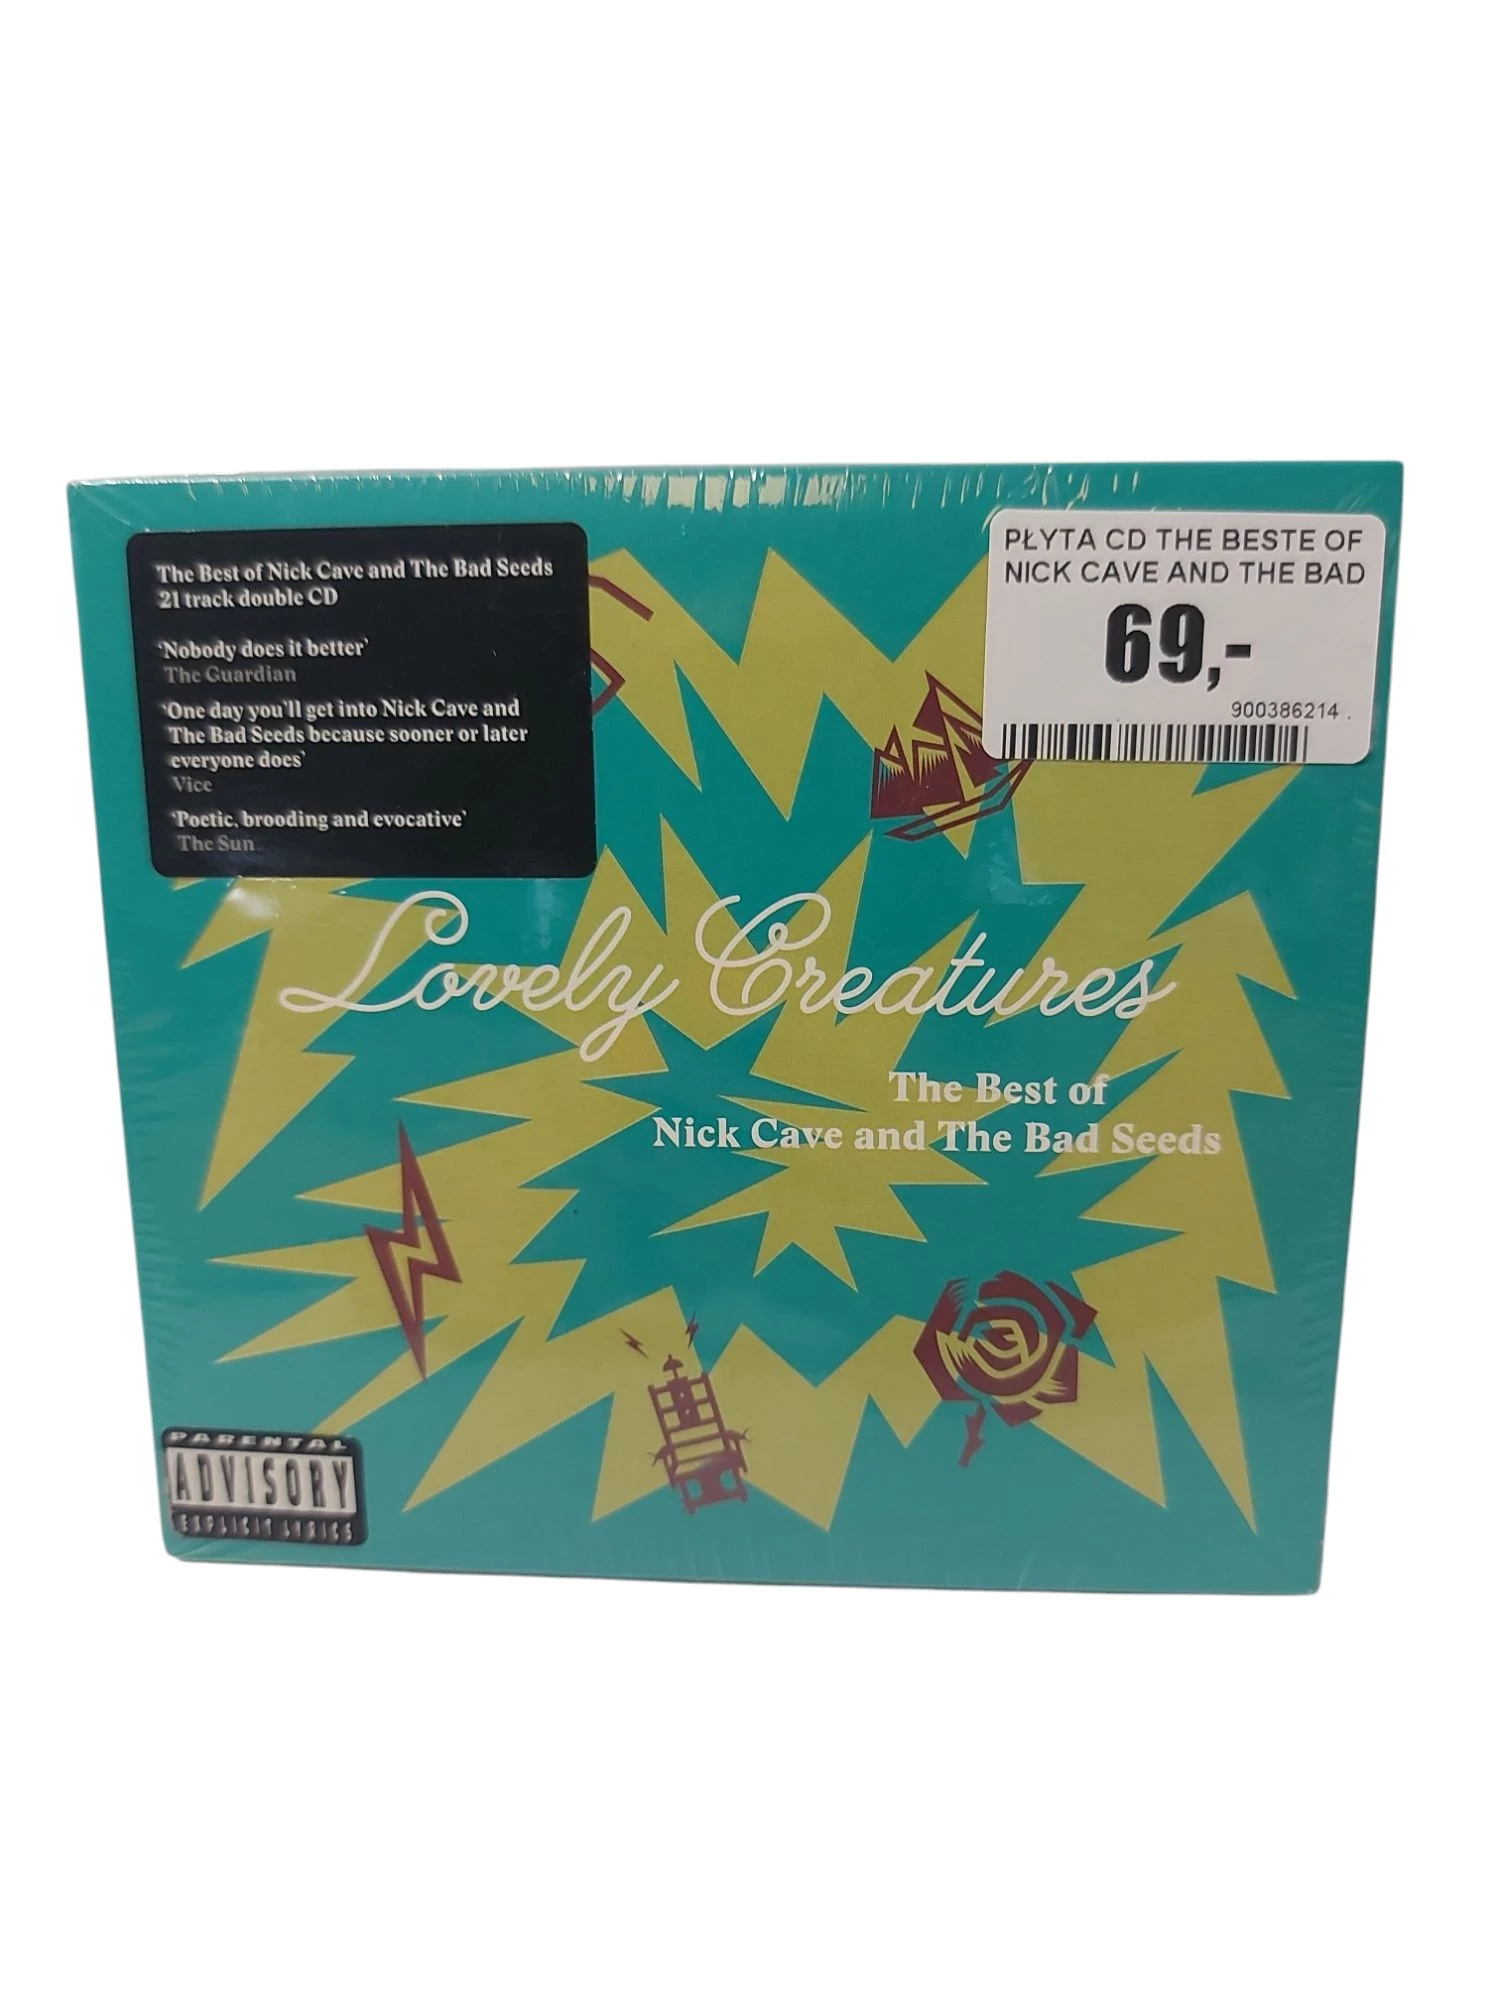 The Best of Nick Cave and The Bad Seeds
21 track double CD
‘Nobody does it better’
The Guardian
‘One day you’ll get into Nick Cave and
The Bad Seeds because sooner or later
everyone does’
Vice
‘Poetic, brooding and evocative’
The Sun
PŁYTA CD THE BESTE OF
NICK CAVE AND THE BAD
69,-
900386214 .
Lovely Creatures
The Best of
Nick Cave and The Bad Seeds
PARENTAL
ADVISORY
EXPLICIT LYRICS